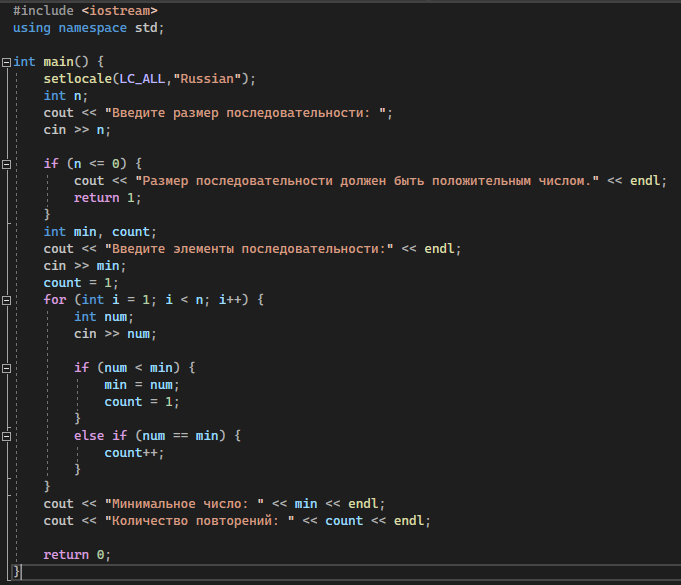 #include <iostream>
using namespace std;
int main() {
setlocale(LC_ALL,"Russian");
int n;
cout << "Введите размер последовательности: ";
cin >> n;
if (n <= 0) {
cout << "Размер последовательности должен быть положительным числом." << endl;
return 1;
}
int min, count;
cout << "Введите элементы последовательности:" << endl;
cin >> min;
count = 1;
for (int i = 1; i < n; i++) {
int num;
cin >> num;
if (num < min) {
min = num;
count = 1;
}
else if (num == min) {
count++;
}
}
cout << "Минимальное число: " << min << endl;
cout << "Количество повторений: " << count << endl;
return 0;
}